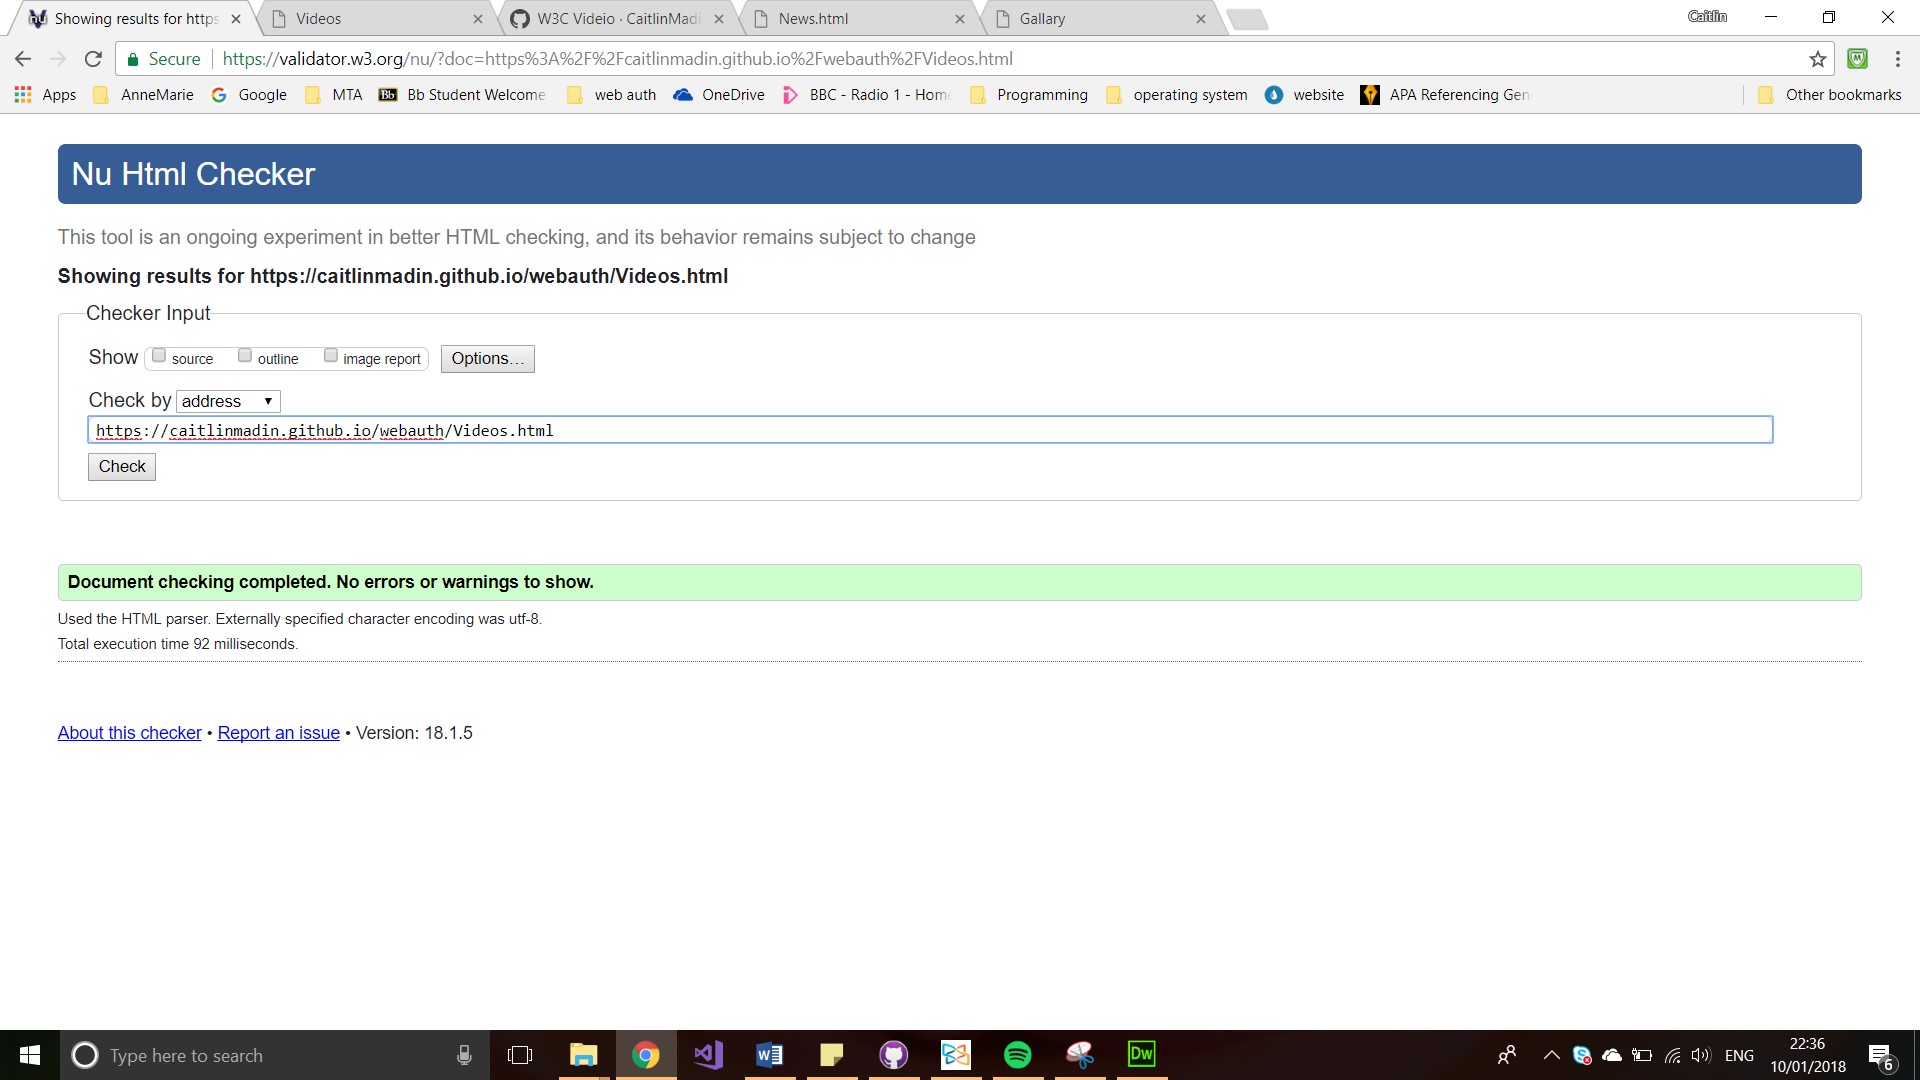 Showing results for https
Videos
W3C Videio · CaitlinMadi
News.html
Gallary
Caitlin
Secure
https://validator.w3.org/nu/?doc=https%3A%2F%2Fcaitlinmadin.github.io%2Fwebauth%2FVideos.html
Apps
AnneMarie
Google
MTA
Bb
Bb Student Welcome
web auth
OneDrive
BBC - Radio 1 - Home
Programming
operating system
website
APA Referencing Gen
Other bookmarks
Nu Html Checker
This tool is an ongoing experiment in better HTML checking, and its behavior remains subject to change
Showing results for https://caitlinmadin.github.io/webauth/Videos.html
Checker Input
Show source outline image report Options...
Check by address
https://caitlinmadin.github.io/webauth/Videos.html
Check
Document checking completed. No errors or warnings to show.
Used the HTML parser. Externally specified character encoding was utf-8.
Total execution time 92 milliseconds.
About this checker • Report an issue • Version: 18.1.5
Type here to search
Dw
ENG
22:36
10/01/2018
6